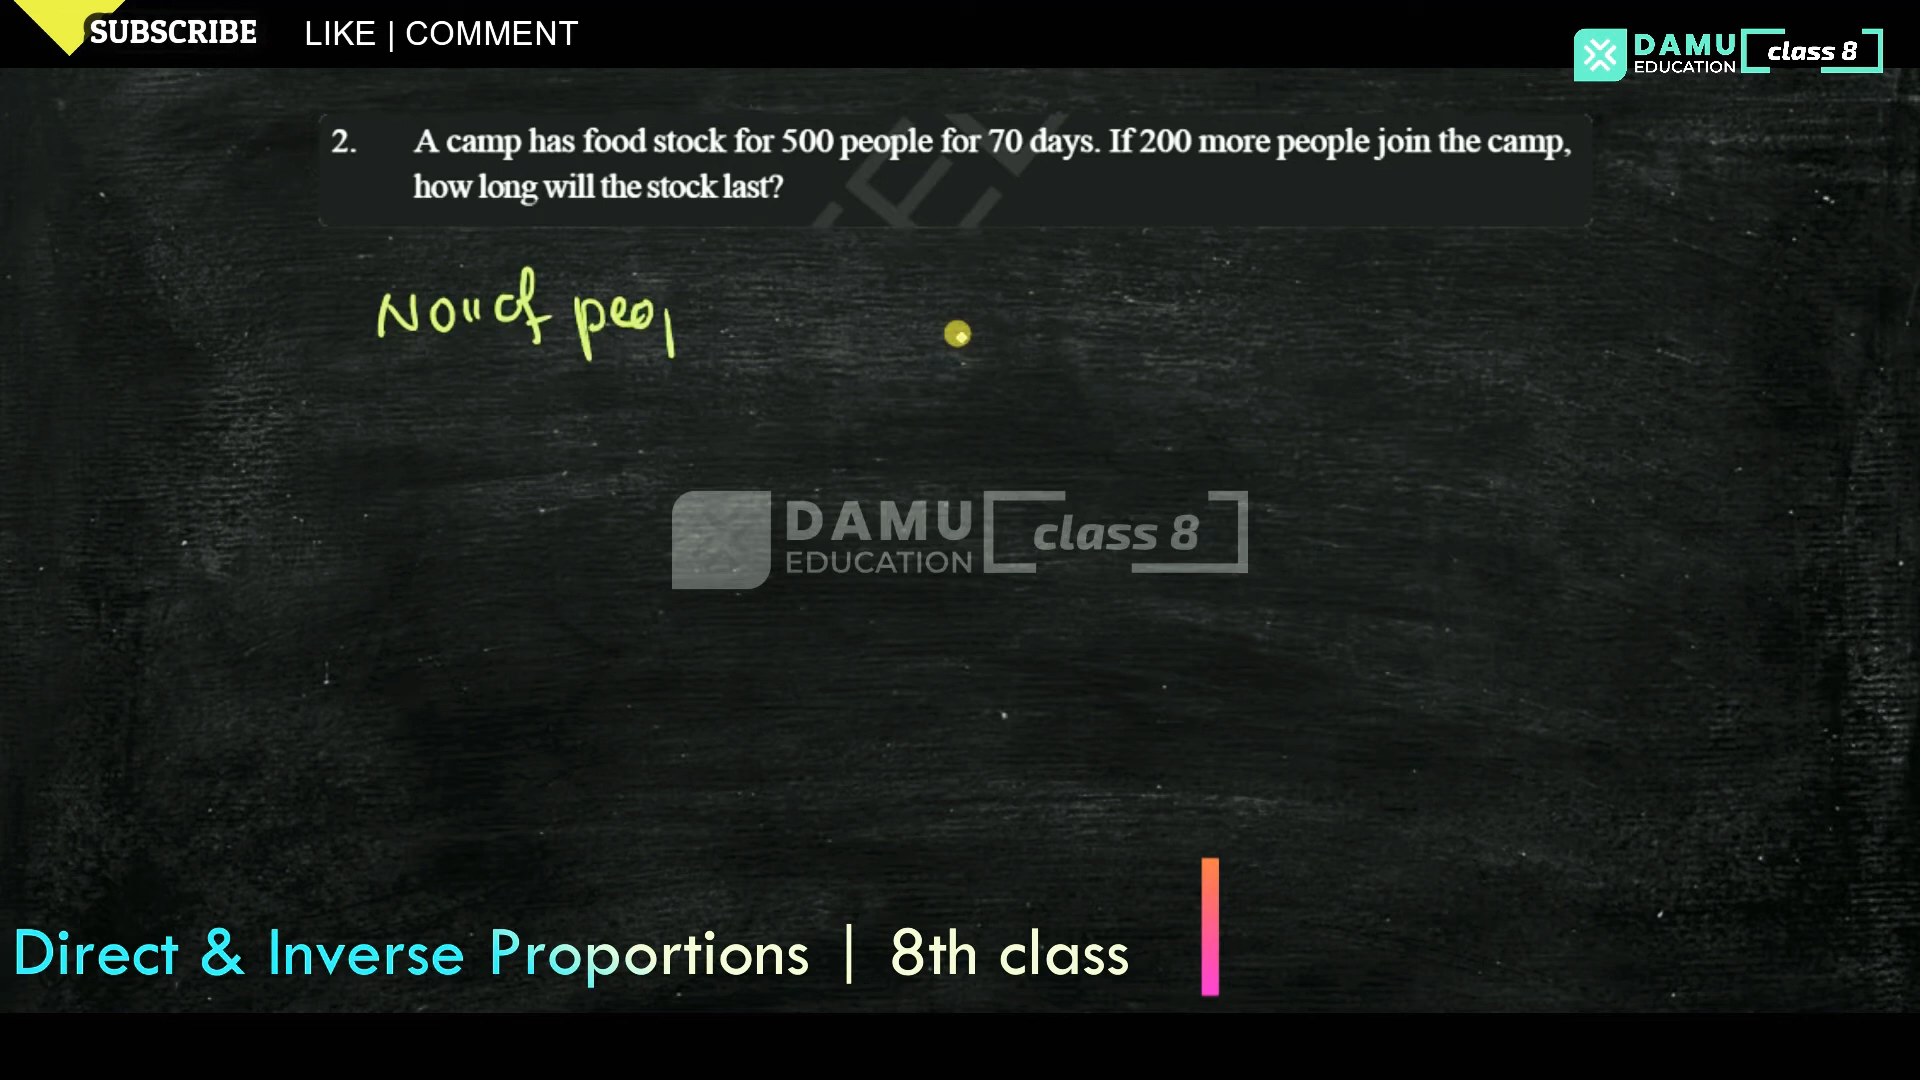 SUBSCRIBE LIKE | COMMENT
DAMU EDUCATION class 8
2. A camp has food stock for 500 people for 70 days. If 200 more people join the camp,
how long will the stock last?
No" of peop
DAMU EDUCATION class 8
Direct & Inverse Proportions | 8th class